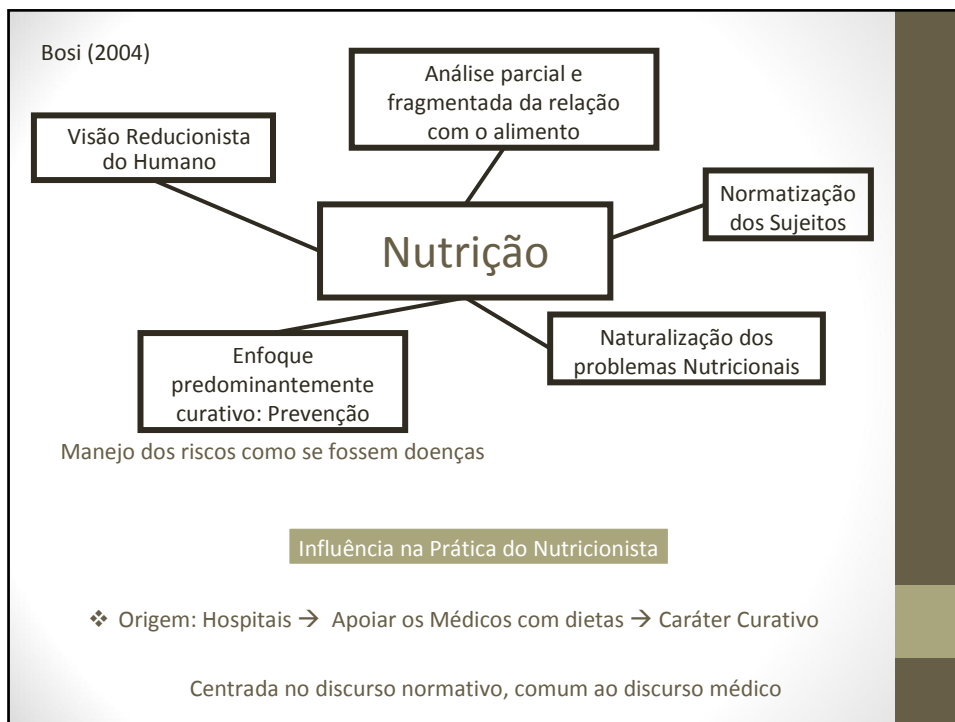 Bosi (2004)
Análise parcial e
fragmentada da relação
com o alimento
Visão Reducionista
do Humano
Normatização
dos Sujeitos
Nutrição
Enfoque
predominantemente
curativo: Prevenção
Naturalização dos
problemas Nutricionais
Manejo dos riscos como se fossem doenças
Influência na Prática do Nutricionista
❖ Origem: Hospitais → Apoiar os Médicos com dietas → Caráter Curativo
Centrada no discurso normativo, comum ao discurso médico